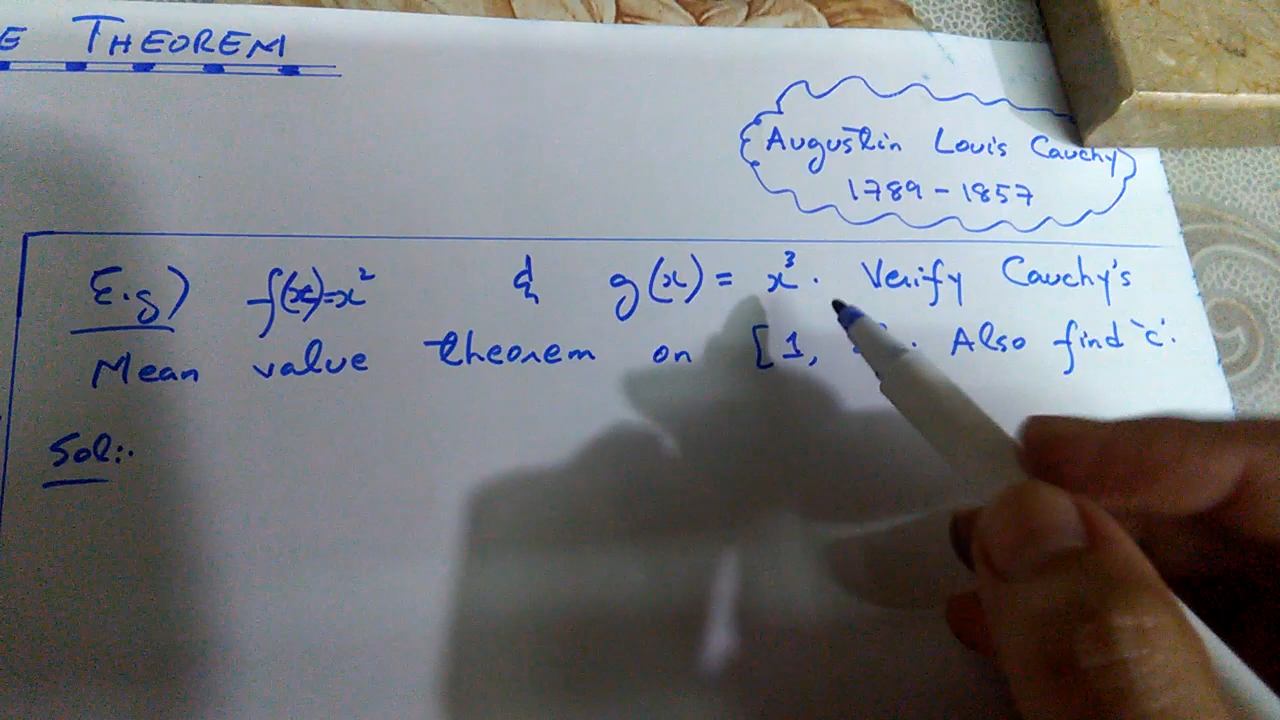 E THEOREM
Augustin Louis Cauchy
1789-1857
E.g) f(x)=x² & g(x) = x³. Verify Cauchy's
Mean value theorem on [1, . Also find 'c'.
Sol:.